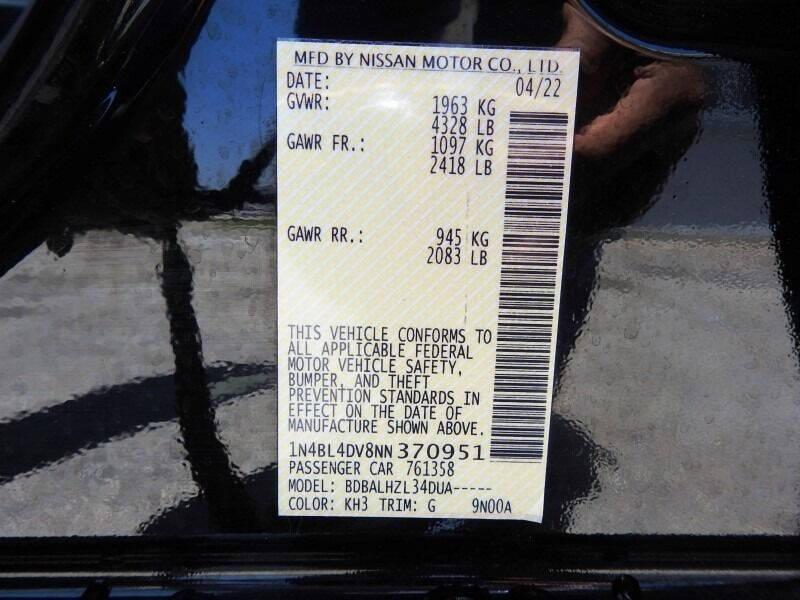 MFD BY NISSAN MOTOR CO., LTD.
DATE: 04/22
GVWR: 1963 KG
4328 LB
GAWR FR.: 1097 KG
2418 LB
GAWR RR.: 945 KG
2083 LB
THIS VEHICLE CONFORMS TO
ALL APPLICABLE FEDERAL
MOTOR VEHICLE SAFETY,
BUMPER, AND THEFT
PREVENTION STANDARDS IN
EFFECT ON THE DATE OF
MANUFACTURE SHOWN ABOVE.
1N4BL4DV8NN370951
PASSENGER CAR 761358
MODEL: BDBALHZL34DUA-----
COLOR: KH3 TRIM: G 9N00A